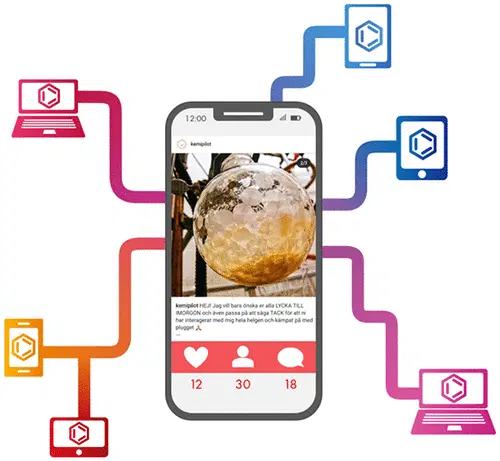 12:00
kemipilot
2/3
kemipilot HEJ! Jag vill bara önska er alla LYCKA TILL
IMORGON och även passa på att säga TACK för att ni
har interagerat med mig hela helgen och kämpat på med
plugget 🙏🏽
...
12 30 18